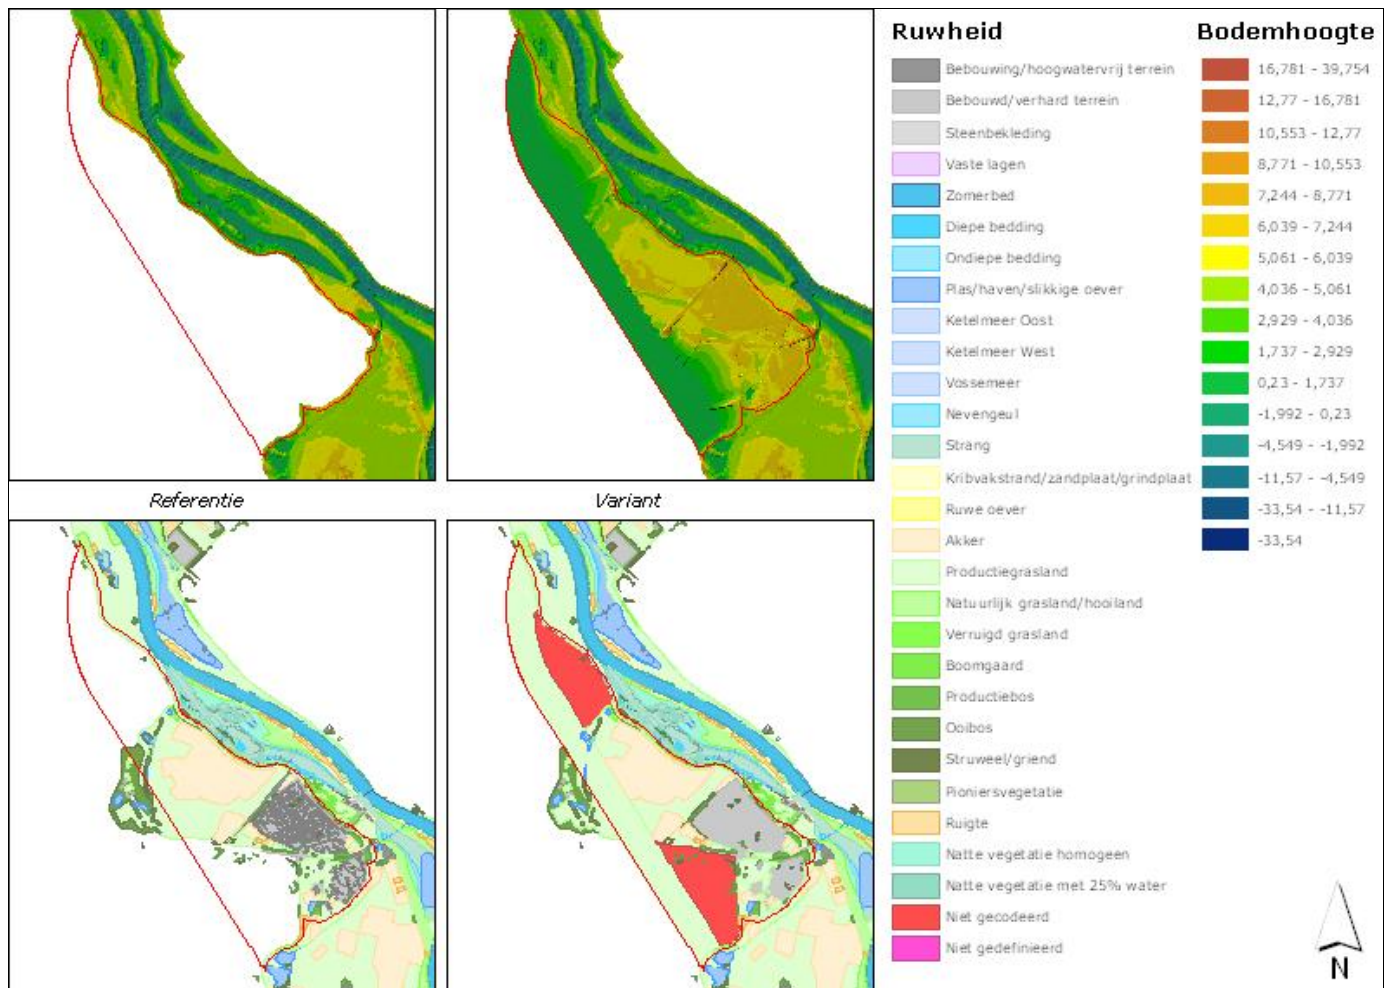 Referentie
Variant
Ruwheid
Bebouwing/hoogwatervrij terrein
Bebouwd/verhard terrein
Steenbekleding
Vaste lagen
Zomerbed
Diepe bedding
Ondiepe bedding
Plas/haven/slikkige oever
Ketelmeer Oost
Ketelmeer West
Vossemeer
Nevengeul
Strang
Kribvakstrand/zandplaat/grindplaat
Ruwe oever
Akker
Productiegrasland
Natuurlijk grasland/hooiland
Verruigd grasland
Boomgaard
Productiebos
Ooibos
Struweel/griend
Pioniersvegetatie
Ruigte
Natte vegetatie homogeen
Natte vegetatie met 25% water
Niet gecodeerd
Niet gedefinieerd
Bodemhoogte
16,781 - 39,754
12,77 - 16,781
10,553 - 12,77
8,771 - 10,553
7,244 - 8,771
6,039 - 7,244
5,061 - 6,039
4,036 - 5,061
2,929 - 4,036
1,737 - 2,929
0,23 - 1,737
-1,992 - 0,23
-4,549 - -1,992
-11,57 - -4,549
-33,54 - -11,57
-33,54
N